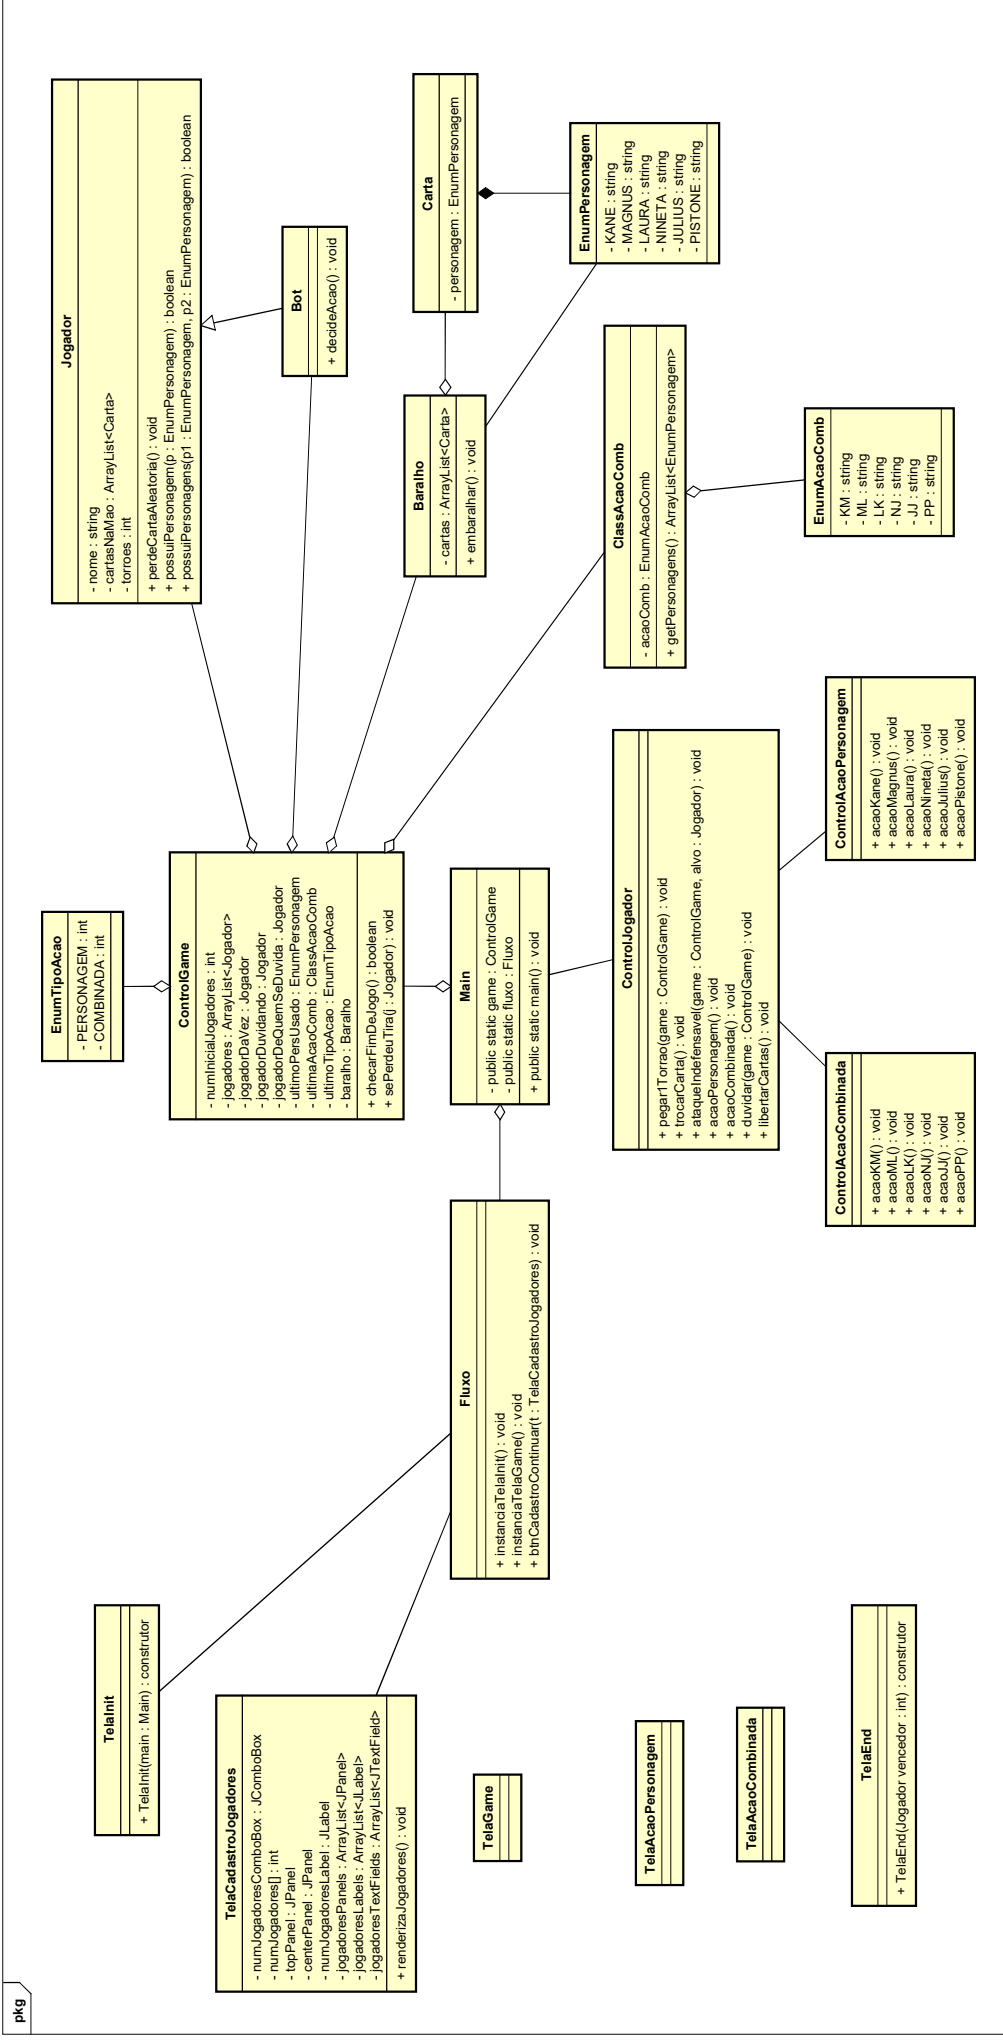 pkg
TelaInit
+ TelaInit(main : Main) : construtor
TelaCadastroJogadores
- numJogadoresComboBox : JComboBox
- numJogadores[] : int
- topPanel : JPanel
- centerPanel : JPanel
- numJogadoresLabel : JLabel
- jogadoresPanels : ArrayList<JPanel>
- jogadoresLabels : ArrayList<JLabel>
- jogadoresTextFields : ArrayList<JTextField>
+ renderizaJogadores() : void
TelaGame
TelaAcaoPersonagem
TelaAcaoCombinada
TelaEnd
+ TelaEnd(Jogador vencedor : int) : construtor
Fluxo
+ instanciaTelaInit() : void
+ instanciaTelaGame() : void
+ btnCadastroContinuar(t : TelaCadastroJogadores) : void
EnumTipoAcao
- PERSONAGEM : int
- COMBINADA : int
ControlGame
- numInicialJogadores : int
- jogadores : ArrayList<Jogador>
- jogadorDaVez : Jogador
- jogadorDuvidando : Jogador
- jogadorDeQuemSeDuvida : Jogador
- ultimoPersUsado : EnumPersonagem
- ultimaAcaoComb : ClassAcaoComb
- ultimoTipoAcao : EnumTipoAcao
- baralho : Baralho
+ checarFimDeJogo() : boolean
+ sePerdeuTira(j : Jogador) : void
Main
- public static game : ControlGame
- public static fluxo : Fluxo
+ public static main() : void
ControlJogador
+ pegar1Torrao(game : ControlGame) : void
+ trocarCarta() : void
+ ataqueIndefensavel(game : ControlGame, alvo : Jogador) : void
+ acaoPersonagem() : void
+ acaoCombinada() : void
+ duvidar(game : ControlGame) : void
+ libertarCartas() : void
ControlAcaoCombinada
+ acaoKM() : void
+ acaoML() : void
+ acaoLK() : void
+ acaoNJ() : void
+ acaoJJ() : void
+ acaoPP() : void
ControlAcaoPersonagem
+ acaoKane() : void
+ acaoMagnus() : void
+ acaoLaura() : void
+ acaoNineta() : void
+ acaoJulius() : void
+ acaoPistone() : void
Jogador
- nome : string
- cartasNaMao : ArrayList<Carta>
- torroes : int
+ perdeCartaAleatoria() : void
+ possuiPersonagem(p : EnumPersonagem) : boolean
+ possuiPersonagens(p1 : EnumPersonagem, p2 : EnumPersonagem) : boolean
Bot
+ decideAcao() : void
Baralho
- cartas : ArrayList<Carta>
+ embaralhar() : void
Carta
- personagem : EnumPersonagem
EnumPersonagem
- KANE : string
- MAGNUS : string
- LAURA : string
- NINETA : string
- JULIUS : string
- PISTONE : string
ClassAcaoComb
- acaoComb : EnumAcaoComb
+ getPersonagens() : ArrayList<EnumPersonagem>
EnumAcaoComb
- KM : string
- ML : string
- LK : string
- NJ : string
- JJ : string
- PP : string